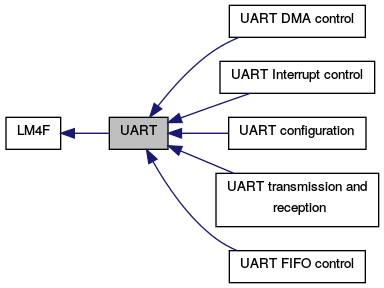 UART DMA control
UART Interrupt control
LM4F
UART
UART configuration
UART transmission and
reception
UART FIFO control